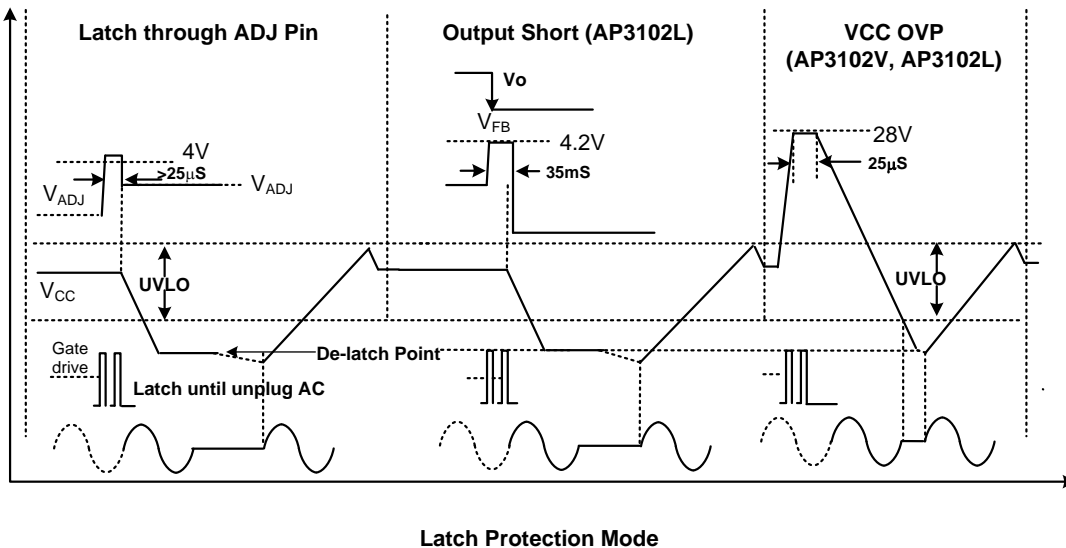 Latch through ADJ Pin
Output Short (AP3102L)
VCC OVP
(AP3102V, AP3102L)
Vo
VFB
4.2V
35mS
4V
>25µS
VADJ
VADJ
28V
25µS
UVLO
VCC
UVLO
Gate
drive
De-latch Point
Latch until unplug AC
Latch Protection Mode